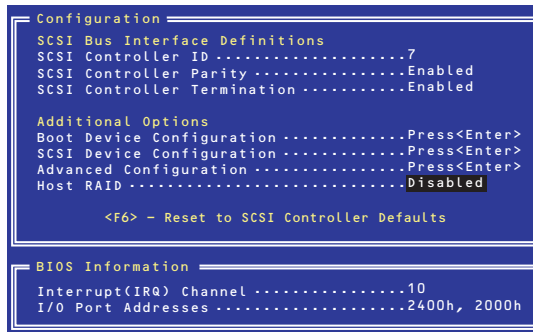 Configuration
SCSI Bus Interface Definitions
SCSI Controller ID ···················· 7
SCSI Controller Parity ················ Enabled
SCSI Controller Termination ··········· Enabled
Additional Options
Boot Device Configuration ············· Press<Enter>
SCSI Device Configuration ············· Press<Enter>
Advanced Configuration ················ Press<Enter>
Host RAID ····························· Disabled
<F6> – Reset to SCSI Controller Defaults
BIOS Information
Interrupt(IRQ) Channel ················ 10
I/O Port Addresses ···················· 2400h, 2000h